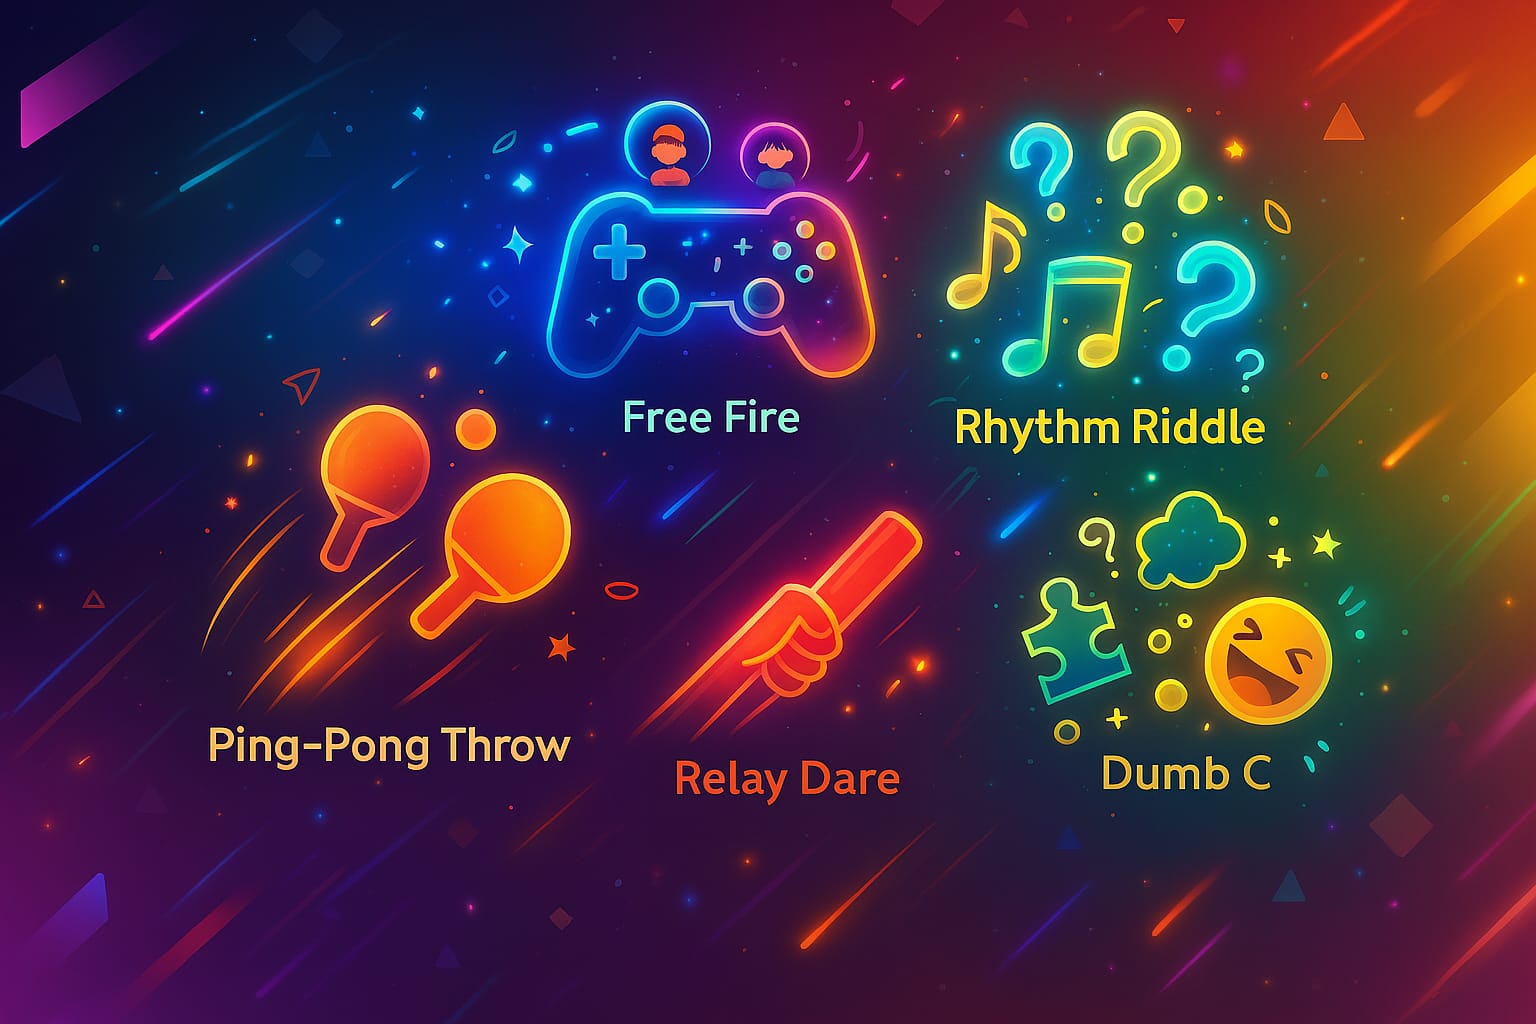 Free Fire
Rhythm Riddle
Ping-Pong Throw
Relay Dare
Dumb C